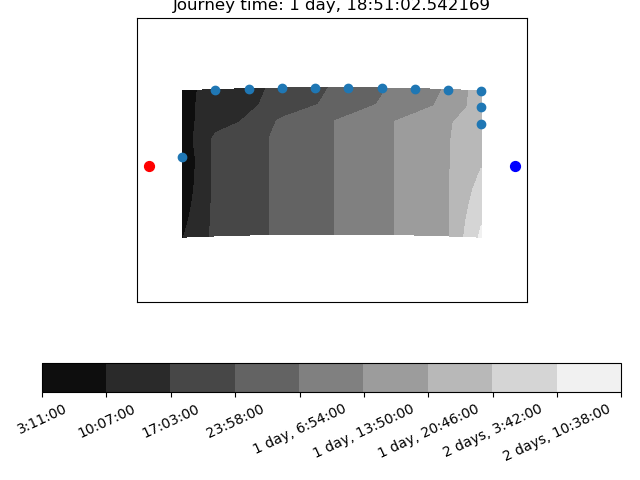 Journey time: 1 day, 18:51:02.542169
3:11:00
10:07:00
17:03:00
23:58:00
1 day, 6:54:00
1 day, 13:50:00
1 day, 20:46:00
2 days, 3:42:00
2 days, 10:38:00